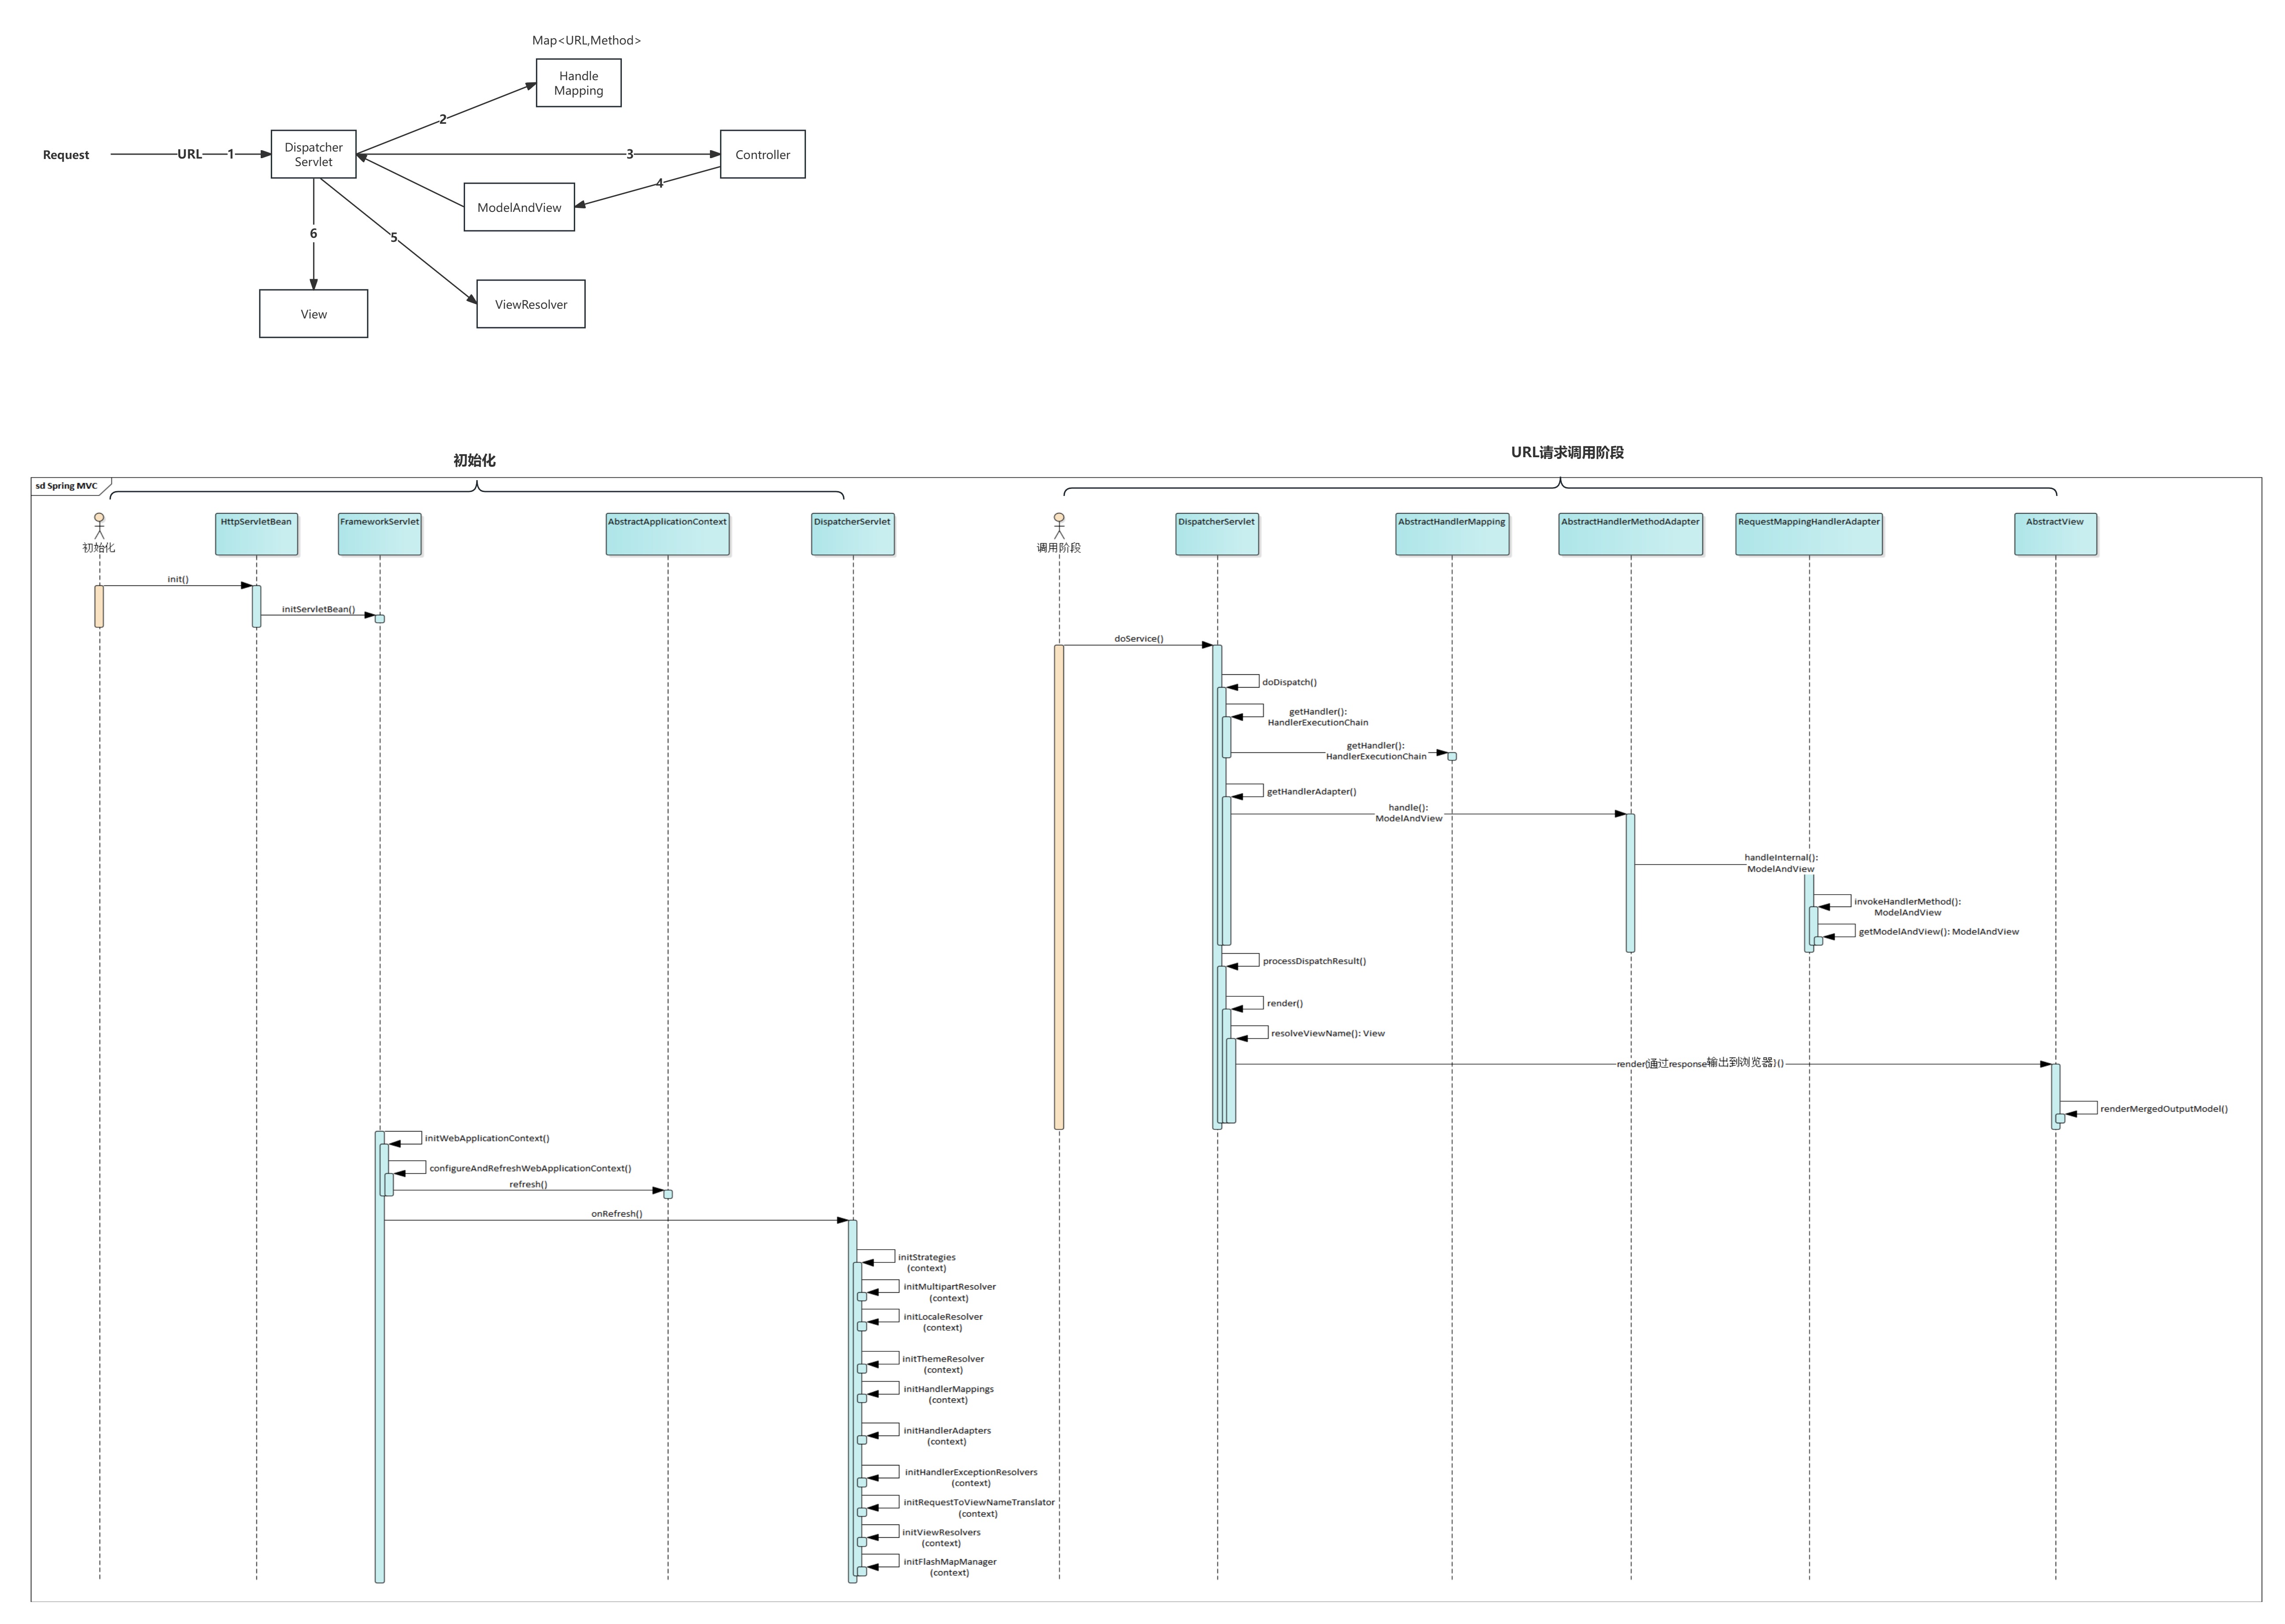 Map<URL,Method>
Handle
Mapping
2
Request
URL
1
Dispatcher
Servlet
3
Controller
4
ModelAndView
6
5
View
ViewResolver
初始化
URL请求调用阶段
sd Spring MVC
初始化
HttpServletBean
FrameworkServlet
AbstractApplicationContext
DispatcherServlet
调用阶段
DispatcherServlet
AbstractHandlerMapping
AbstractHandlerMethodAdapter
RequestMappingHandlerAdapter
AbstractView
init()
initServletBean()
doService()
doDispatch()
getHandler():
HandlerExecutionChain
getHandler():
HandlerExecutionChain
getHandlerAdapter()
handle():
ModelAndView
handleInternal():
ModelAndView
invokeHandlerMethod():
ModelAndView
getModelAndView(): ModelAndView
processDispatchResult()
render()
resolveViewName(): View
render(通过response输出到浏览器)()
renderMergedOutputModel()
initWebApplicationContext()
configureAndRefreshWebApplicationContext()
refresh()
onRefresh()
initStrategies
(context)
initMultipartResolver
(context)
initLocaleResolver
(context)
initThemeResolver
(context)
initHandlerMappings
(context)
initHandlerAdapters
(context)
initHandlerExceptionResolvers
(context)
initRequestToViewNameTranslator
(context)
initViewResolvers
(context)
initFlashMapManager
(context)